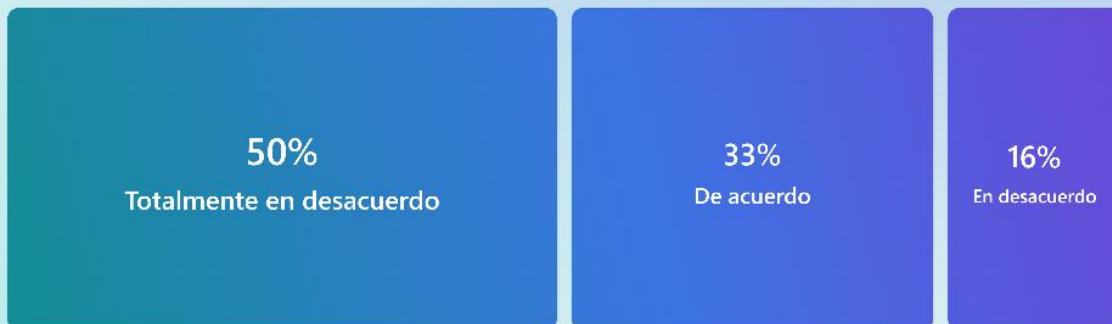 50%
Totalmente en desacuerdo
33%
De acuerdo
16%
En desacuerdo